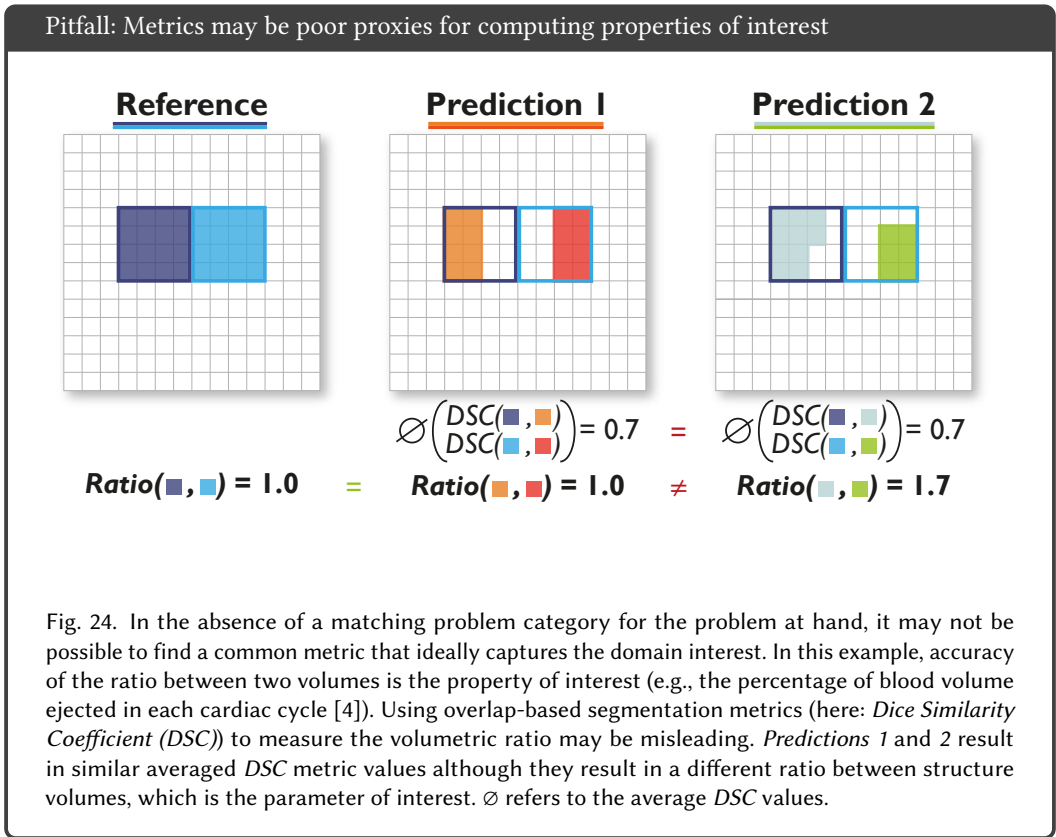 Pitfall: Metrics may be poor proxies for computing properties of interest
Reference Prediction 1 Prediction 2
∅(DSC(■,■) DSC(■,■)) = 0.7 = ∅(DSC(■,■) DSC(■,■)) = 0.7
Ratio(■,■) = 1.0 = Ratio(■,■) = 1.0 ≠ Ratio(■,■) = 1.7
Fig. 24. In the absence of a matching problem category for the problem at hand, it may not be
possible to find a common metric that ideally captures the domain interest. In this example, accuracy
of the ratio between two volumes is the property of interest (e.g., the percentage of blood volume
ejected in each cardiac cycle [4]). Using overlap-based segmentation metrics (here: Dice Similarity
Coefficient (DSC)) to measure the volumetric ratio may be misleading. Predictions 1 and 2 result
in similar averaged DSC metric values although they result in a different ratio between structure
volumes, which is the parameter of interest. ∅ refers to the average DSC values.